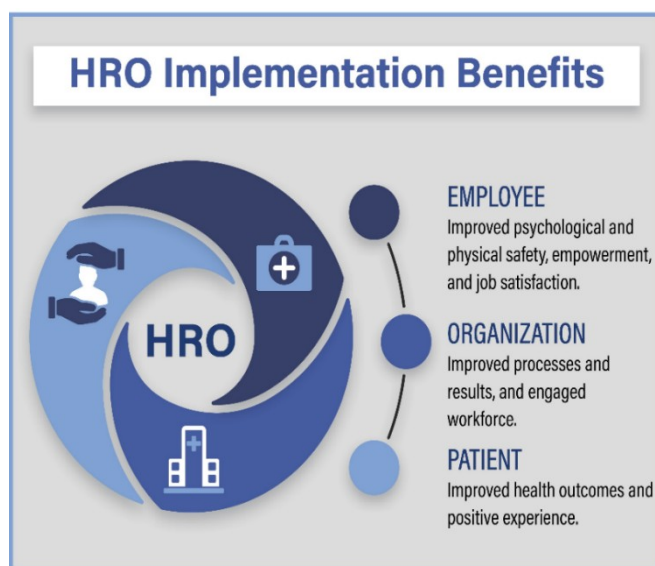 HRO Implementation Benefits
HRO
EMPLOYEE
Improved psychological and
physical safety, empowerment,
and job satisfaction.
ORGANIZATION
Improved processes and
results, and engaged
workforce.
PATIENT
Improved health outcomes and
positive experience.